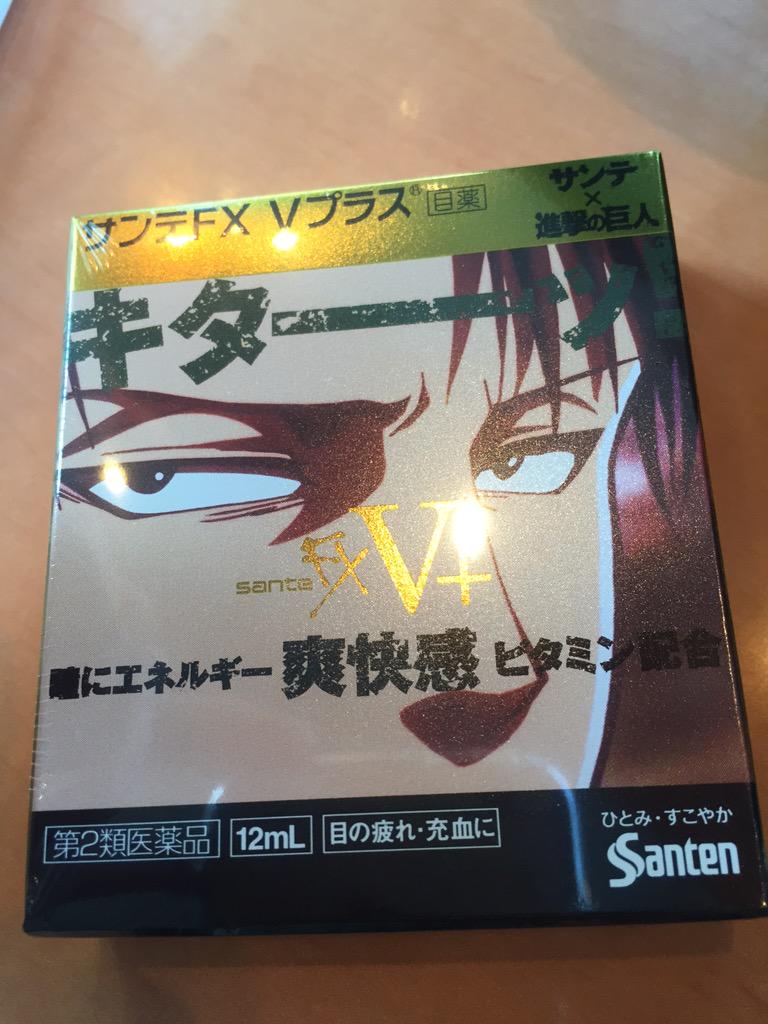 サンテFX Vプラス® 目薬
サンテ
×
進撃の巨人
キターーッ!
sante FX V+
瞳にエネルギー 爽快感 ビタミン配合
第2類医薬品 12mL 目の疲れ・充血に
ひとみ・すこやか
Santen